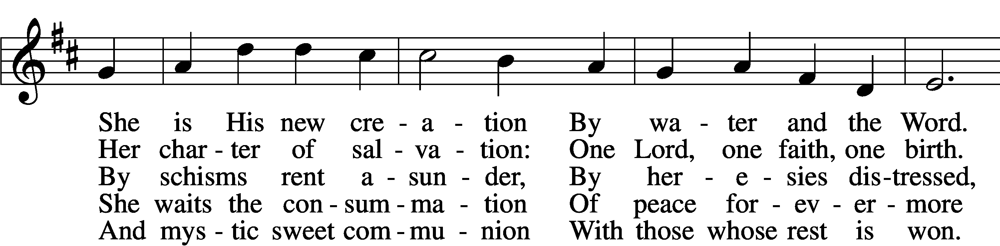 She is His new cre - a - tion By wa - ter and the Word.
Her char - ter of sal - va - tion: One Lord, one faith, one birth.
By schisms rent a - sun - der, By her - e - sies dis - tressed,
She waits the con - sum - ma - tion Of peace for - ev - er - more
And mys - tic sweet com - mu - nion With those whose rest is won.